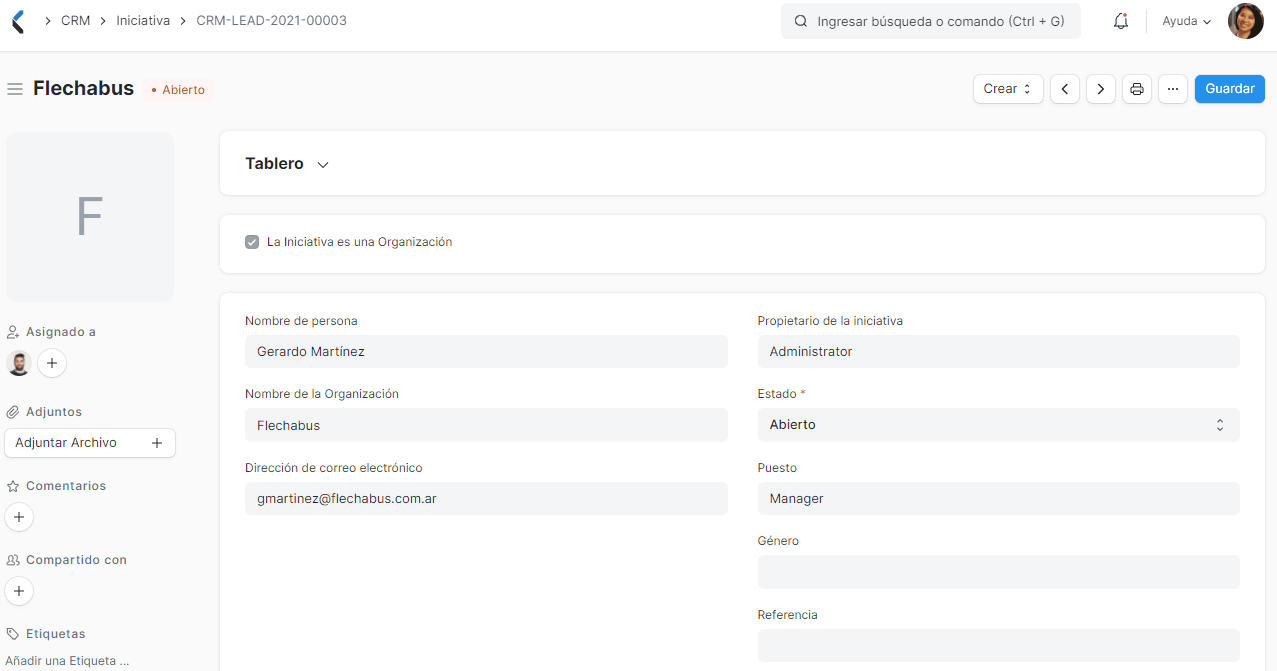 CRM
Iniciativa
CRM-LEAD-2021-00003
Ingresar búsqueda o comando (Ctrl + G)
Ayuda
Flechabus
Abierto
Crear
Guardar
F
Tablero
La Iniciativa es una Organización
Asignado a
Adjuntos
Adjuntar Archivo
Comentarios
Compartido con
Etiquetas
Añadir una Etiqueta ...
Nombre de persona
Gerardo Martínez
Nombre de la Organización
Flechabus
Dirección de correo electrónico
gmartinez@flechabus.com.ar
Propietario de la iniciativa
Administrator
Estado *
Abierto
Puesto
Manager
Género
Referencia